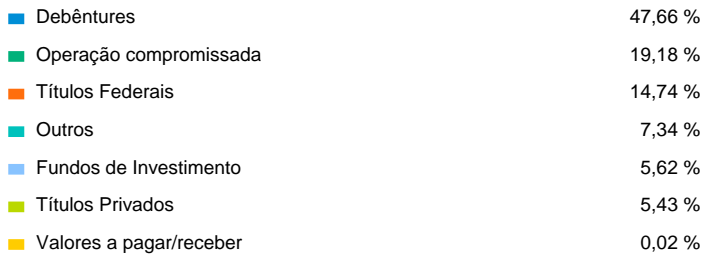 Debêntures 47,66 %
Operação compromissada 19,18 %
Títulos Federais 14,74 %
Outros 7,34 %
Fundos de Investimento 5,62 %
Títulos Privados 5,43 %
Valores a pagar/receber 0,02 %